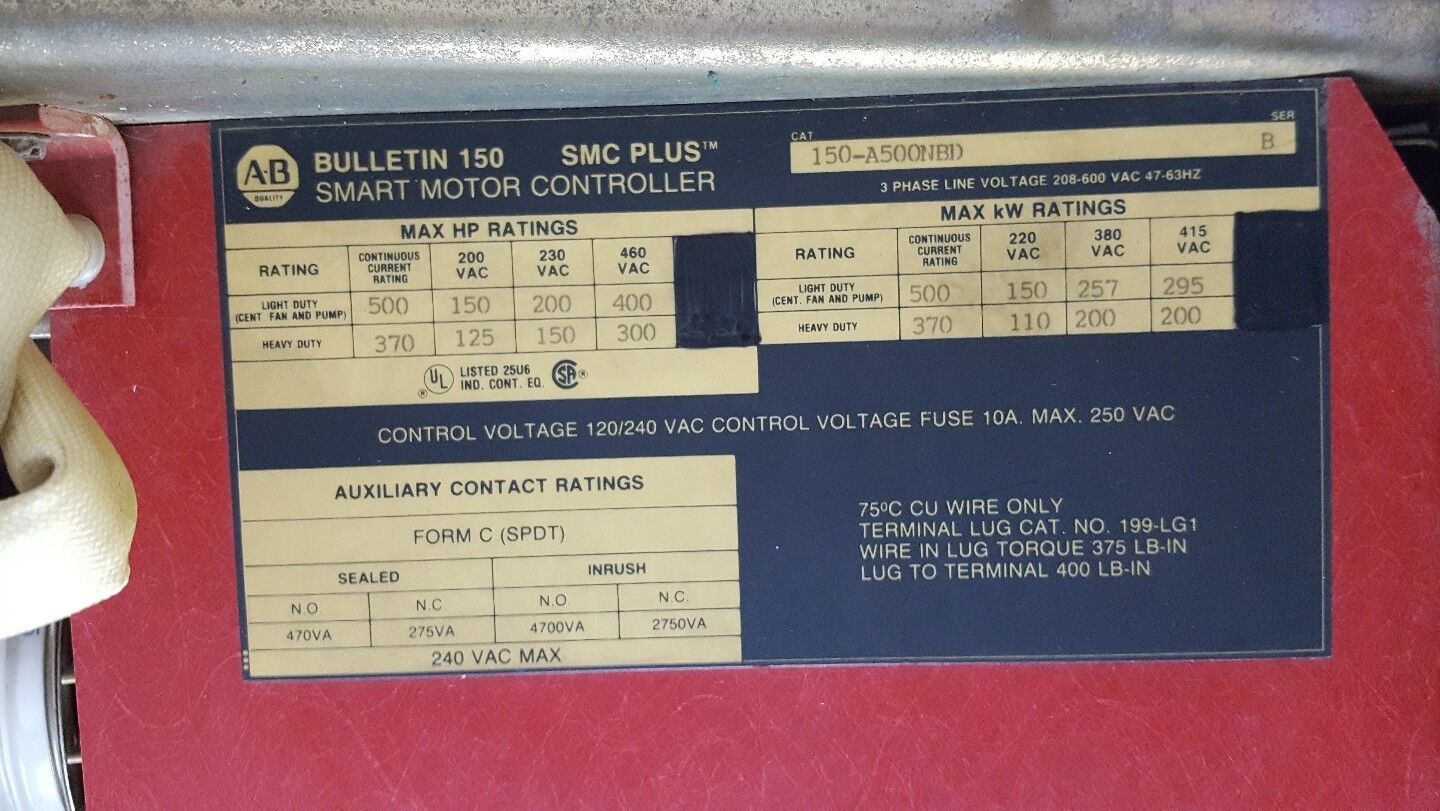 A-B
QUALITY
BULLETIN 150 SMC PLUS™
SMART MOTOR CONTROLLER
CAT
SER
150-A500NBD B
3 PHASE LINE VOLTAGE 208-600 VAC 47-63HZ
MAX HP RATINGS
RATING CONTINUOUS CURRENT RATING 200 VAC 230 VAC 460 VAC
LIGHT DUTY (CENT. FAN AND PUMP) 500 150 200 400
HEAVY DUTY 370 125 150 300
MAX kW RATINGS
RATING CONTINUOUS CURRENT RATING 220 VAC 380 VAC 415 VAC
LIGHT DUTY (CENT. FAN AND PUMP) 500 150 257 295
HEAVY DUTY 370 110 200 200
UL® LISTED 25U6
IND. CONT. EQ. SA®
CONTROL VOLTAGE 120/240 VAC CONTROL VOLTAGE FUSE 10A. MAX. 250 VAC
AUXILIARY CONTACT RATINGS
FORM C (SPDT)
SEALED INRUSH
N.O. N.C N.O. N.C.
470VA 275VA 4700VA 2750VA
240 VAC MAX
75ºC CU WIRE ONLY
TERMINAL LUG CAT. NO. 199-LG1
WIRE IN LUG TORQUE 375 LB-IN
LUG TO TERMINAL 400 LB-IN